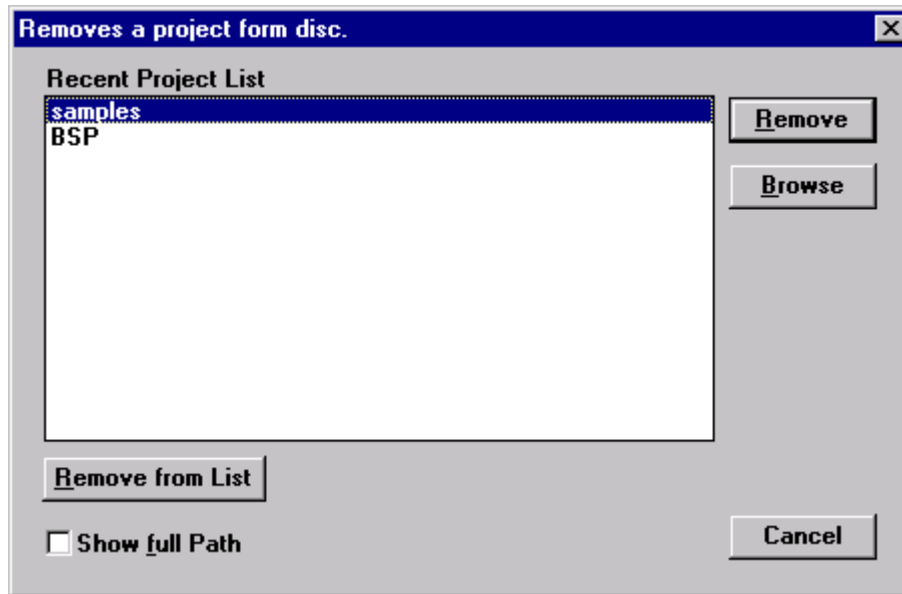 Removes a project form disc.
Recent Project List
samples
BSP
Remove
Browse
Remove from List
Show full Path
Cancel